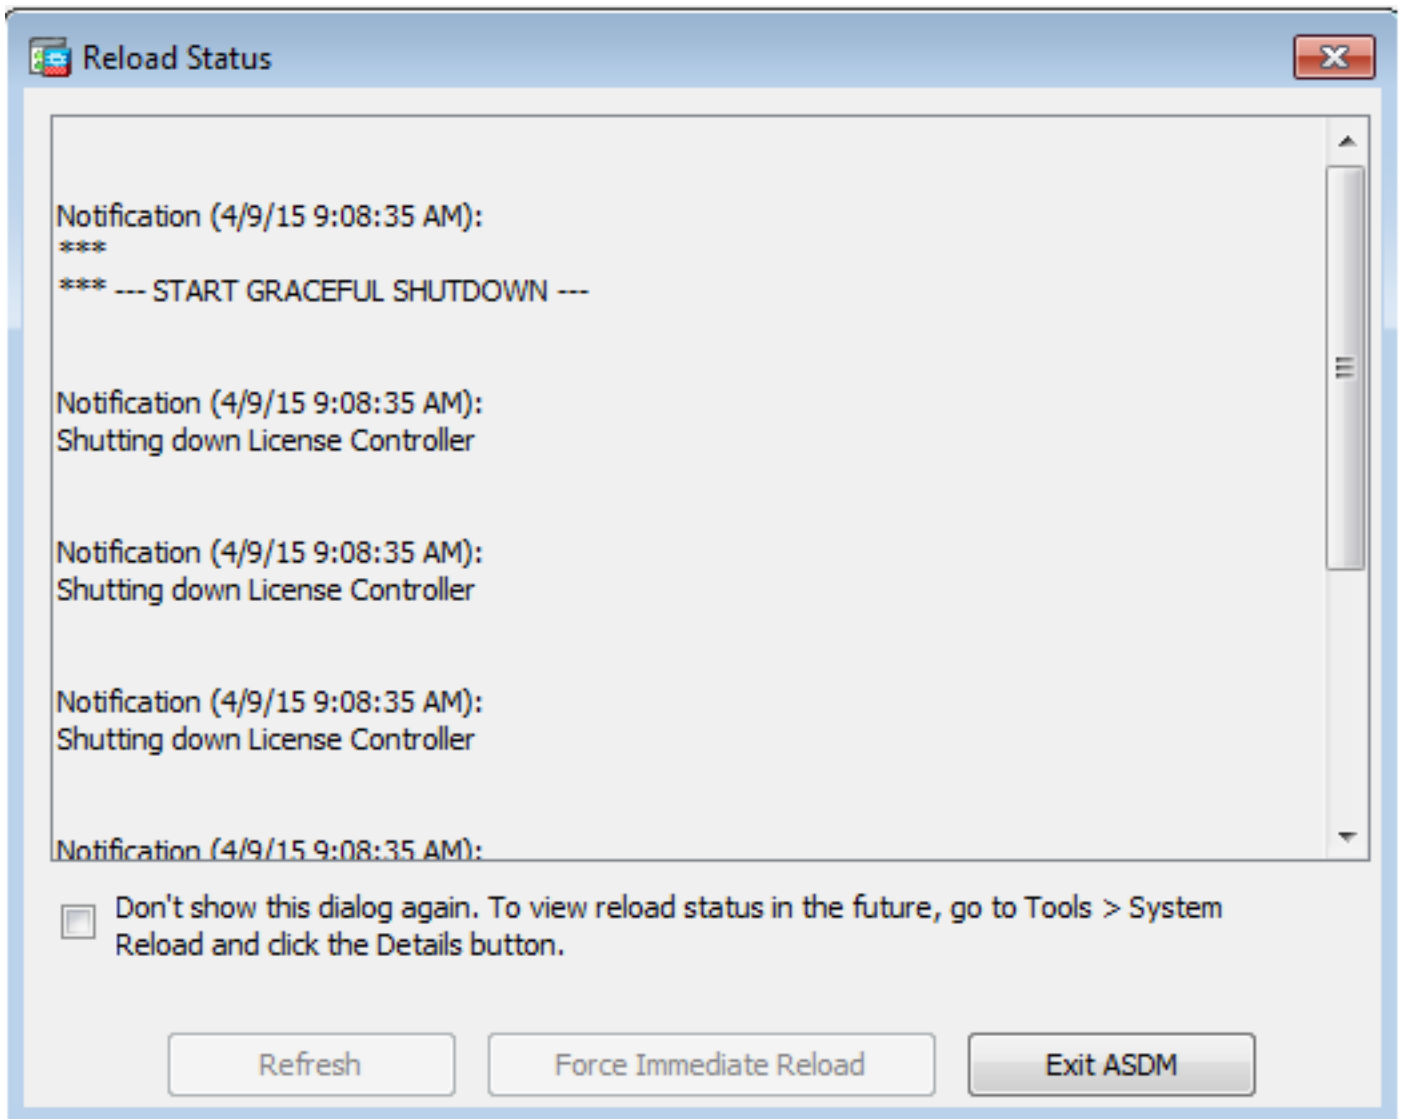 Reload Status
Notification (4/9/15 9:08:35 AM):
***
*** --- START GRACEFUL SHUTDOWN ---
Notification (4/9/15 9:08:35 AM):
Shutting down License Controller
Notification (4/9/15 9:08:35 AM):
Shutting down License Controller
Notification (4/9/15 9:08:35 AM):
Shutting down License Controller
Notification (4/9/15 9:08:35 AM):
Don't show this dialog again. To view reload status in the future, go to Tools > System
Reload and click the Details button.
Refresh
Force Immediate Reload
Exit ASDM